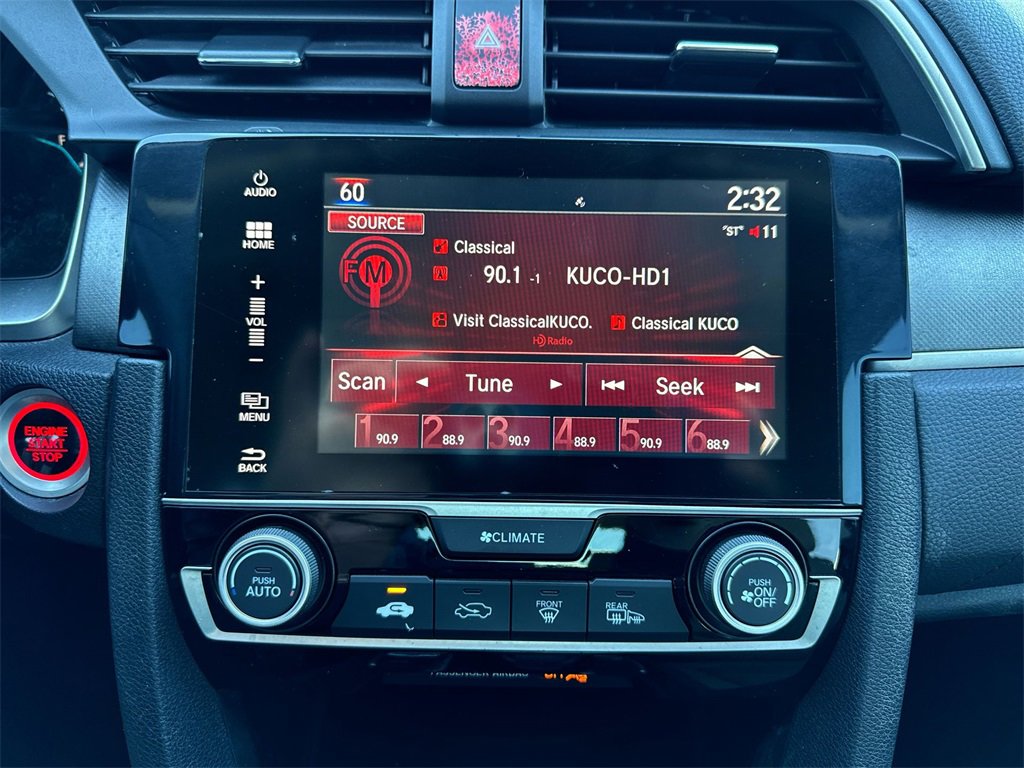 AUDIO
HOME
+
VOL
−
MENU
BACK
60
2:32
SOURCE
"ST" 11
FM
Classical
90.1 -1 KUCO-HD1
Visit ClassicalKUCO. Classical KUCO
HD Radio
Scan Tune Seek
1 90.9 2 88.9 3 90.9 4 88.9 5 90.9 6 88.9
ENGINE
START
STOP
CLIMATE
PUSH
AUTO
FRONT
REAR
PUSH
ON/
OFF
PASSENGER AIRBAG